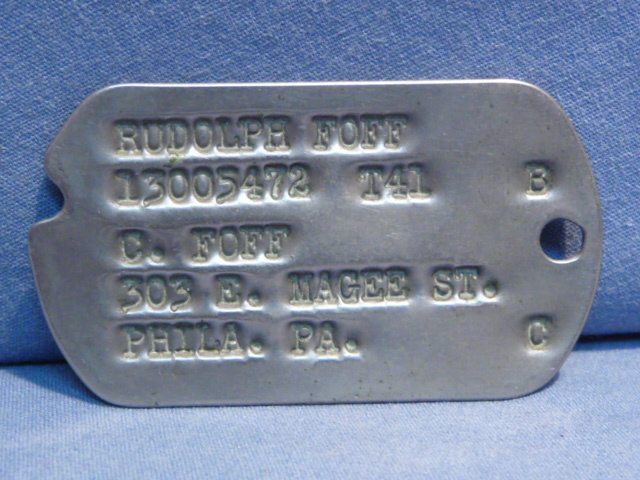 RUDOLPH FOFF
13005472 T41 B
C. FOFF
303 E. MAGEE ST.
PHILA. PA. C